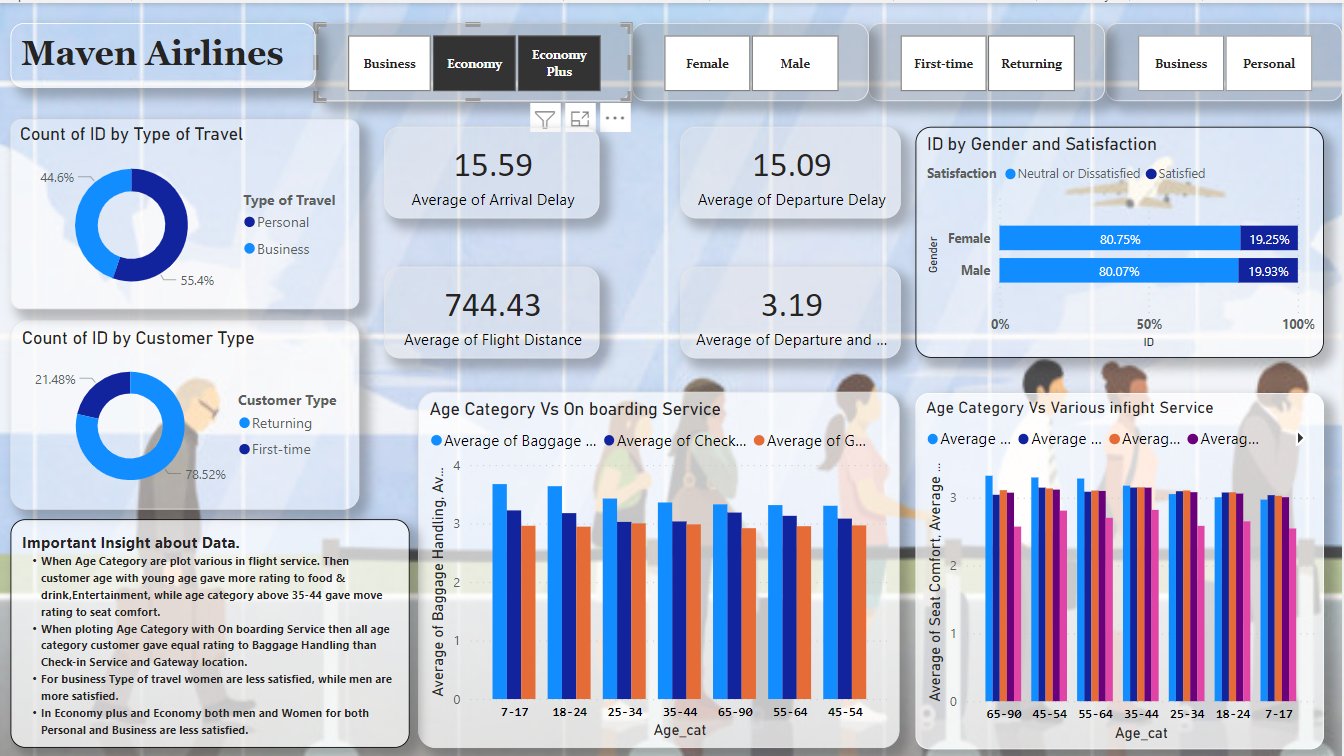 Maven Airlines
Business
Economy
Economy
Plus
Female
Male
First-time
Returning
Business
Personal
Count of ID by Type of Travel
44.6%
55.4%
Type of Travel
Personal
Business
15.59
Average of Arrival Delay
15.09
Average of Departure Delay
744.43
Average of Flight Distance
3.19
Average of Departure and ...
ID by Gender and Satisfaction
Satisfaction Neutral or Dissatisfied Satisfied
Gender
Female 80.75% 19.25%
Male 80.07% 19.93%
0% 50% 100%
ID
Count of ID by Customer Type
21.48%
78.52%
Customer Type
Returning
First-time
Important Insight about Data.
• When Age Category are plot various in flight service. Then
customer age with young age gave more rating to food &
drink,Entertainment, while age category above 35-44 gave move
rating to seat comfort.
• When ploting Age Category with On boarding Service then all age
category customer gave equal rating to Baggage Handling than
Check-in Service and Gateway location.
• For business Type of travel women are less satisfied, while men are
more satisfied.
• In Economy plus and Economy both men and Women for both
Personal and Business are less satisfied.
Age Category Vs On boarding Service
Average of Baggage ... Average of Check... Average of G...
Average of Baggage Handling, Av...
4
3
2
1
0
7-17 18-24 25-34 35-44 65-90 55-64 45-54
Age_cat
Age Category Vs Various infight Service
Average ... Average ... Averag... Averag...
Average of Seat Comfort, Average ...
3
2
1
0
65-90 45-54 55-64 35-44 25-34 18-24 7-17
Age_cat